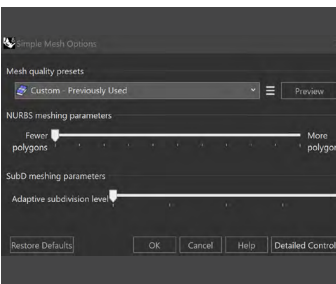 Simple Mesh Options
Mesh quality presets
Custom - Previously Used
Preview
NURBS meshing parameters
Fewer polygons
More polygon
SubD meshing parameters
Adaptive subdivision level
Restore Defaults
OK
Cancel
Help
Detailed Control